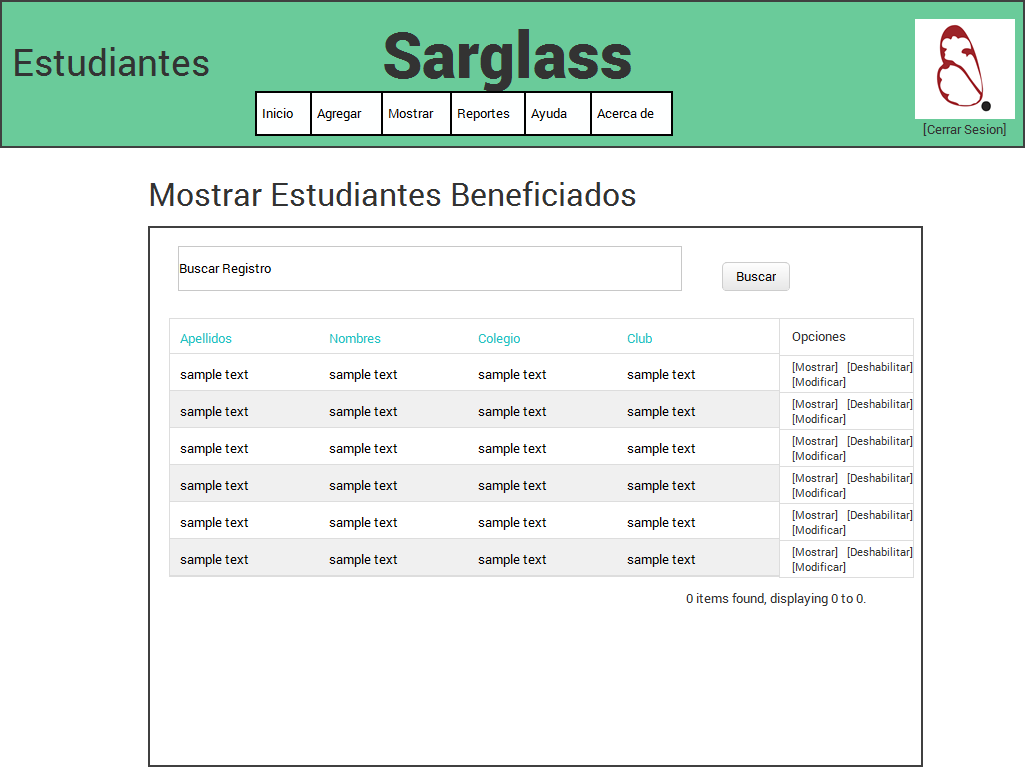 Estudiantes
Sarglass
Inicio Agregar Mostrar Reportes Ayuda Acerca de
[Cerrar Sesion]
Mostrar Estudiantes Beneficiados
Buscar Registro
Buscar
Apellidos Nombres Colegio Club Opciones
sample text sample text sample text sample text [Mostrar] [Deshabilitar]
[Modificar]
sample text sample text sample text sample text [Mostrar] [Deshabilitar]
[Modificar]
sample text sample text sample text sample text [Mostrar] [Deshabilitar]
[Modificar]
sample text sample text sample text sample text [Mostrar] [Deshabilitar]
[Modificar]
sample text sample text sample text sample text [Mostrar] [Deshabilitar]
[Modificar]
sample text sample text sample text sample text [Mostrar] [Deshabilitar]
[Modificar]
0 items found, displaying 0 to 0.